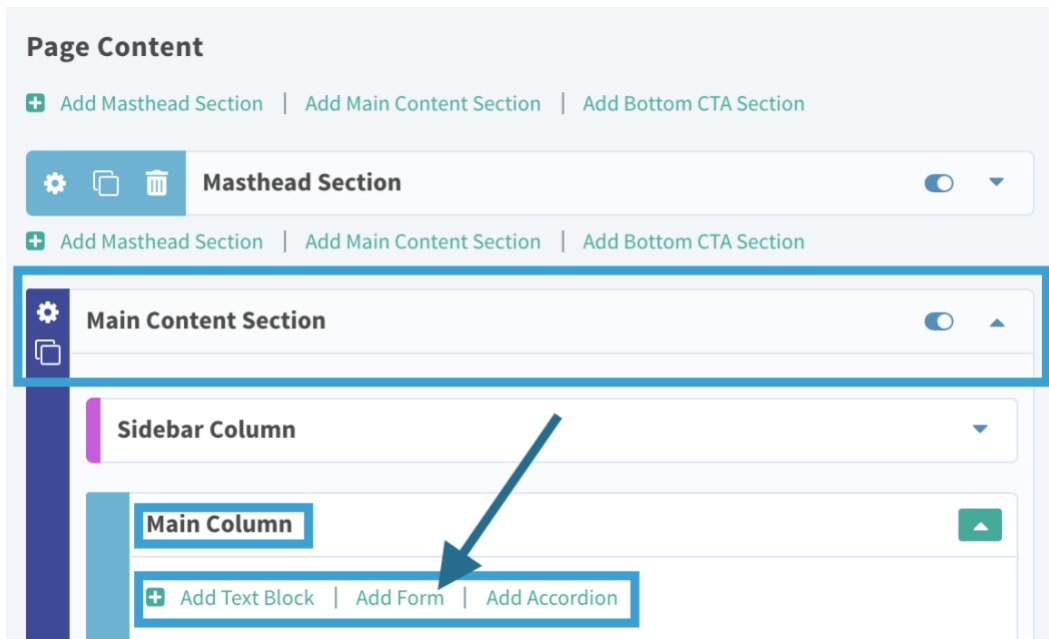 Page Content
Add Masthead Section | Add Main Content Section | Add Bottom CTA Section
Masthead Section
Add Masthead Section | Add Main Content Section | Add Bottom CTA Section
Main Content Section
Sidebar Column
Main Column
Add Text Block | Add Form | Add Accordion